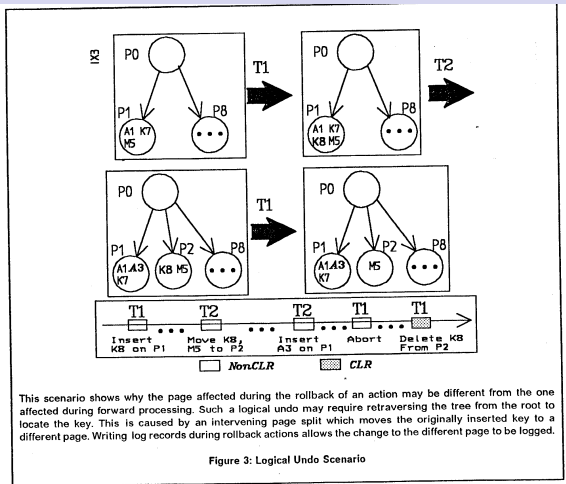 IX3
P0
P1
P8
A1 K7
M5
•••
T1
P0
P1
P8
A1 K7
K8 M5
•••
T2
P0
P1
P2
P8
A1 A3
K7
K8 M5
•••
T1
P0
P1
P2
P8
A1 A3
K7
M5
•••
T1 T2 T2 T1 T1
••• ••• ••• •••
Insert Move K8, Insert Abort Delete K8
K8 on P1 M5 to P2 A3 on P1 From P2
NonCLR CLR
This scenario shows why the page affected during the rollback of an action may be different from the one
affected during forward processing. Such a logical undo may require retraversing the tree from the root to
locate the key. This is caused by an intervening page split which moves the originally inserted key to a
different page. Writing log records during rollback actions allows the change to the different page to be logged.
Figure 3: Logical Undo Scenario